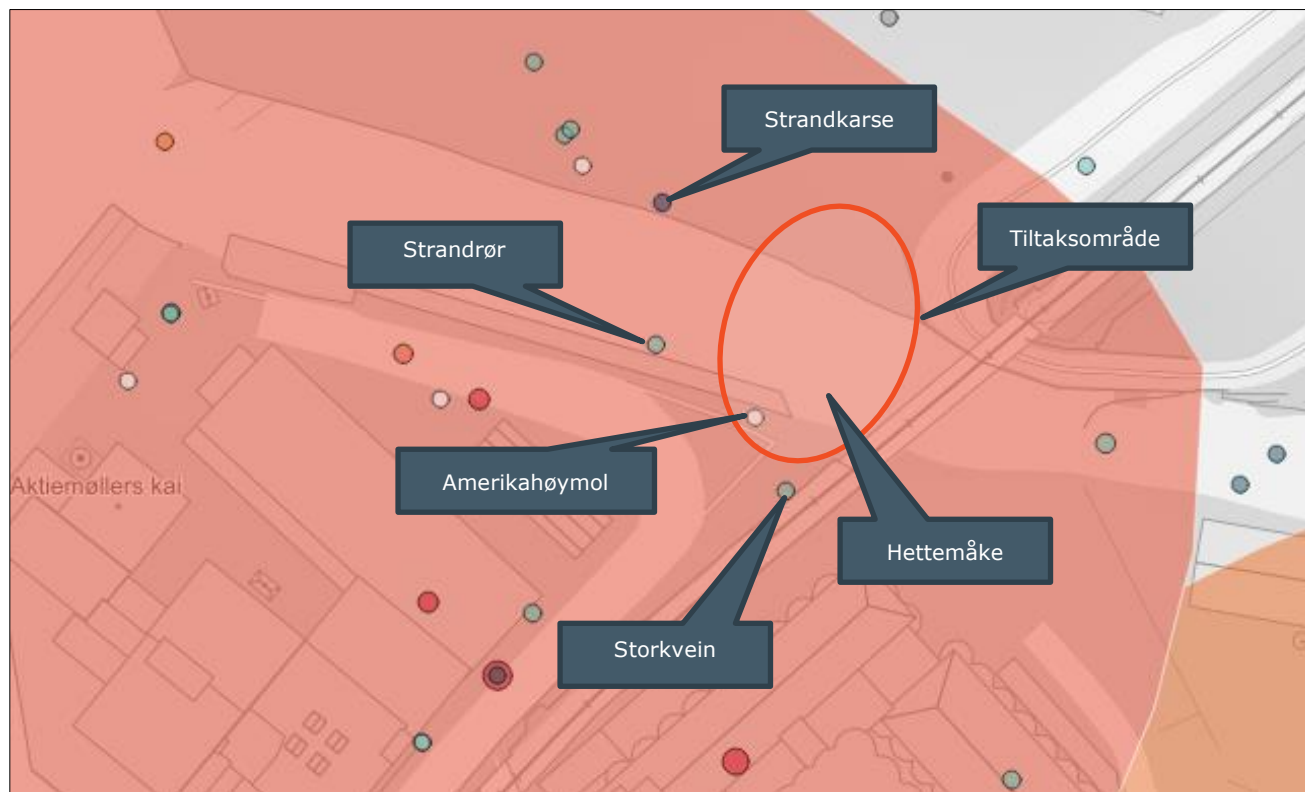 Strandkarse
Strandrør
Tiltaksområde
Amerikahøymol
Aktiemøllers kai
Hettemåke
Storkvein